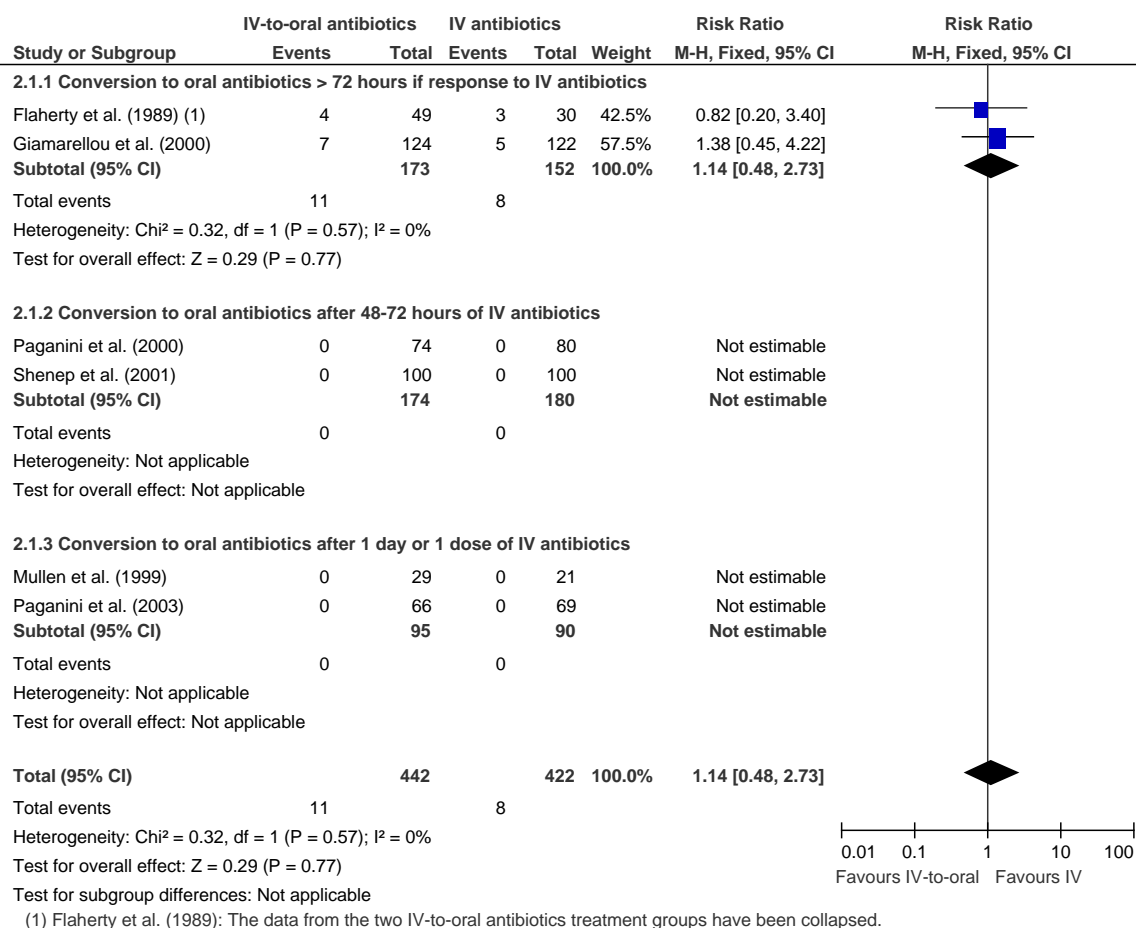 IV-to-oral antibiotics IV antibiotics Risk Ratio Risk Ratio
Study or Subgroup Events Total Events Total Weight M-H, Fixed, 95% CI M-H, Fixed, 95% CI
2.1.1 Conversion to oral antibiotics > 72 hours if response to IV antibiotics
Flaherty et al. (1989) (1) 4 49 3 30 42.5% 0.82 [0.20, 3.40]
Giamarellou et al. (2000) 7 124 5 122 57.5% 1.38 [0.45, 4.22]
Subtotal (95% CI) 173 152 100.0% 1.14 [0.48, 2.73]
Total events 11 8
Heterogeneity: Chi² = 0.32, df = 1 (P = 0.57); I² = 0%
Test for overall effect: Z = 0.29 (P = 0.77)
2.1.2 Conversion to oral antibiotics after 48-72 hours of IV antibiotics
Paganini et al. (2000) 0 74 0 80 Not estimable
Shenep et al. (2001) 0 100 0 100 Not estimable
Subtotal (95% CI) 174 180 Not estimable
Total events 0 0
Heterogeneity: Not applicable
Test for overall effect: Not applicable
2.1.3 Conversion to oral antibiotics after 1 day or 1 dose of IV antibiotics
Mullen et al. (1999) 0 29 0 21 Not estimable
Paganini et al. (2003) 0 66 0 69 Not estimable
Subtotal (95% CI) 95 90 Not estimable
Total events 0 0
Heterogeneity: Not applicable
Test for overall effect: Not applicable
Total (95% CI) 442 422 100.0% 1.14 [0.48, 2.73]
Total events 11 8
Heterogeneity: Chi² = 0.32, df = 1 (P = 0.57); I² = 0%
Test for overall effect: Z = 0.29 (P = 0.77)
Test for subgroup differences: Not applicable
0.01 0.1 1 10 100
Favours IV-to-oral Favours IV
(1) Flaherty et al. (1989): The data from the two IV-to-oral antibiotics treatment groups have been collapsed.